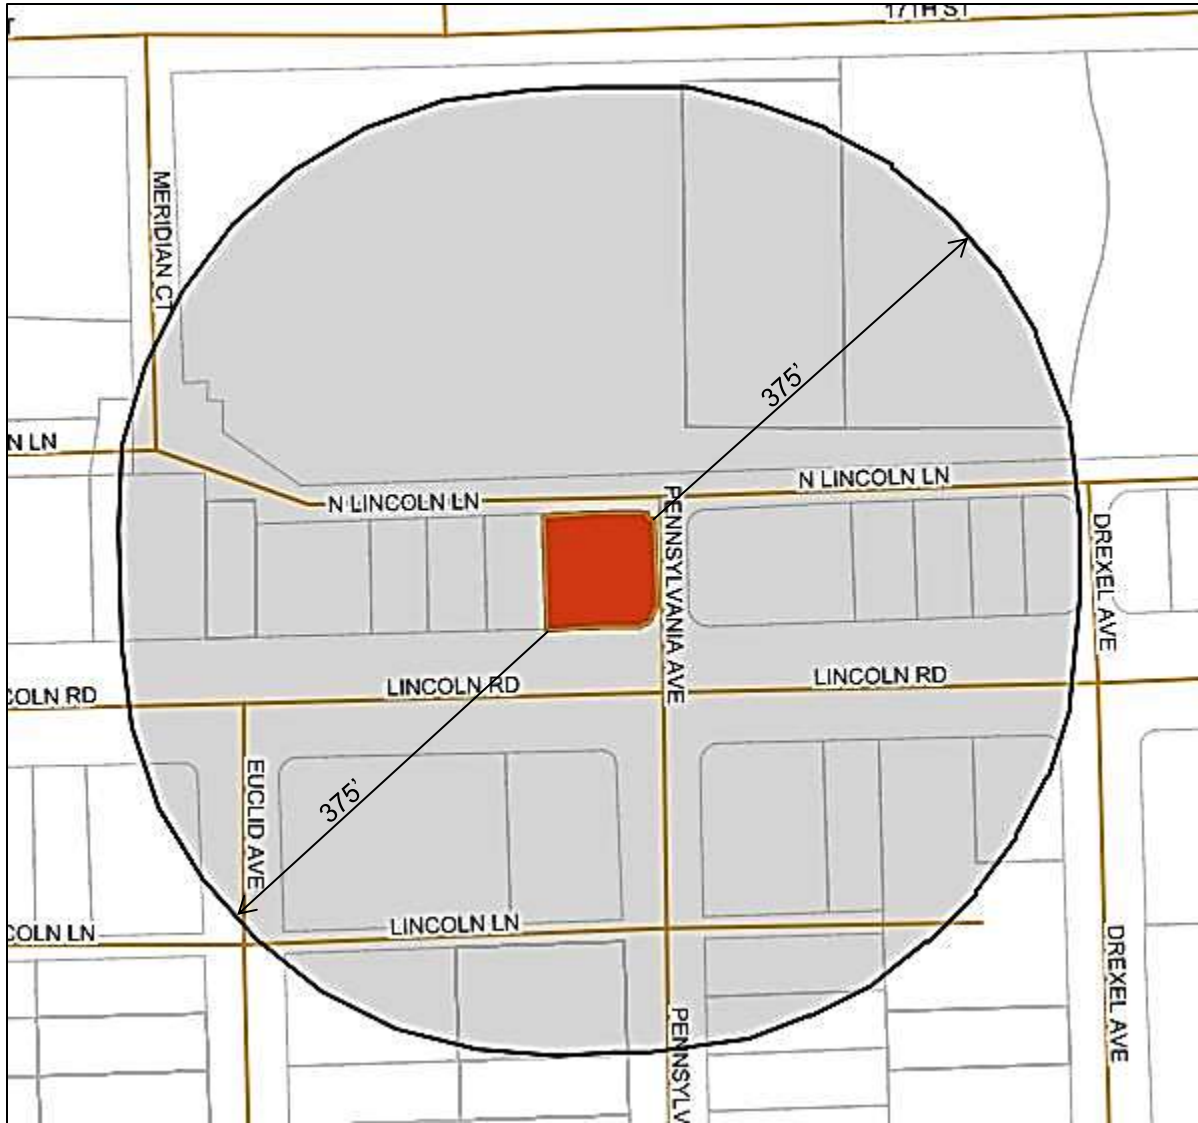 17TH ST
MERIDIAN CT
375'
N LN
N LINCOLN LN
N LINCOLN LN
PENNSYLVANIA AVE
DREXEL AVE
COLN RD
LINCOLN RD
LINCOLN RD
EUCLID AVE
375'
COLN LN
LINCOLN LN
DREXEL AVE
PENNSYLV